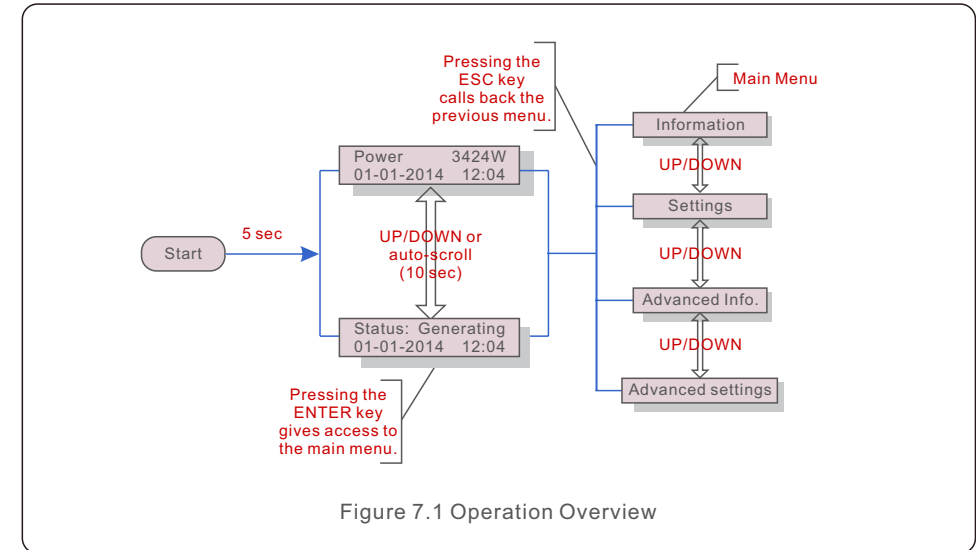 Pressing the
ESC key
calls back the
previous menu.
Main Menu
Information
UP/DOWN
Settings
UP/DOWN
Advanced Info.
UP/DOWN
Advanced settings
Power 3424W
01-01-2014 12:04
5 sec
Start
UP/DOWN or
auto-scroll
(10 sec)
Status: Generating
01-01-2014 12:04
Pressing the
ENTER key
gives access to
the main menu.
Figure 7.1 Operation Overview